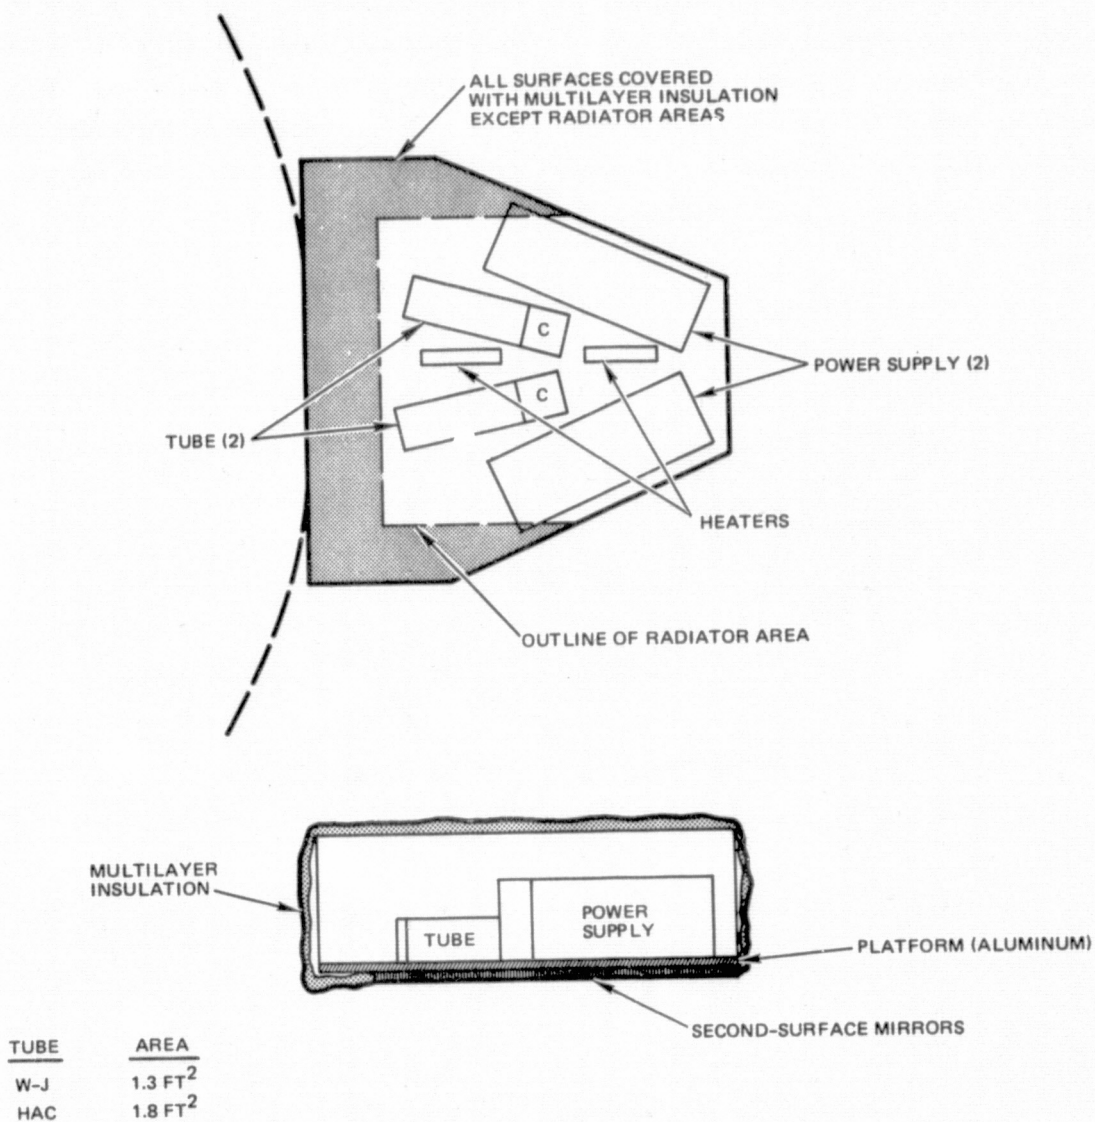 ALL SURFACES COVERED
WITH MULTILAYER INSULATION
EXCEPT RADIATOR AREAS
C
POWER SUPPLY (2)
C
TUBE (2)
HEATERS
OUTLINE OF RADIATOR AREA
MULTILAYER
INSULATION
POWER
SUPPLY
TUBE
PLATFORM (ALUMINUM)
SECOND-SURFACE MIRRORS
TUBE AREA
W-J 1.3 FT2
HAC 1.8 FT2